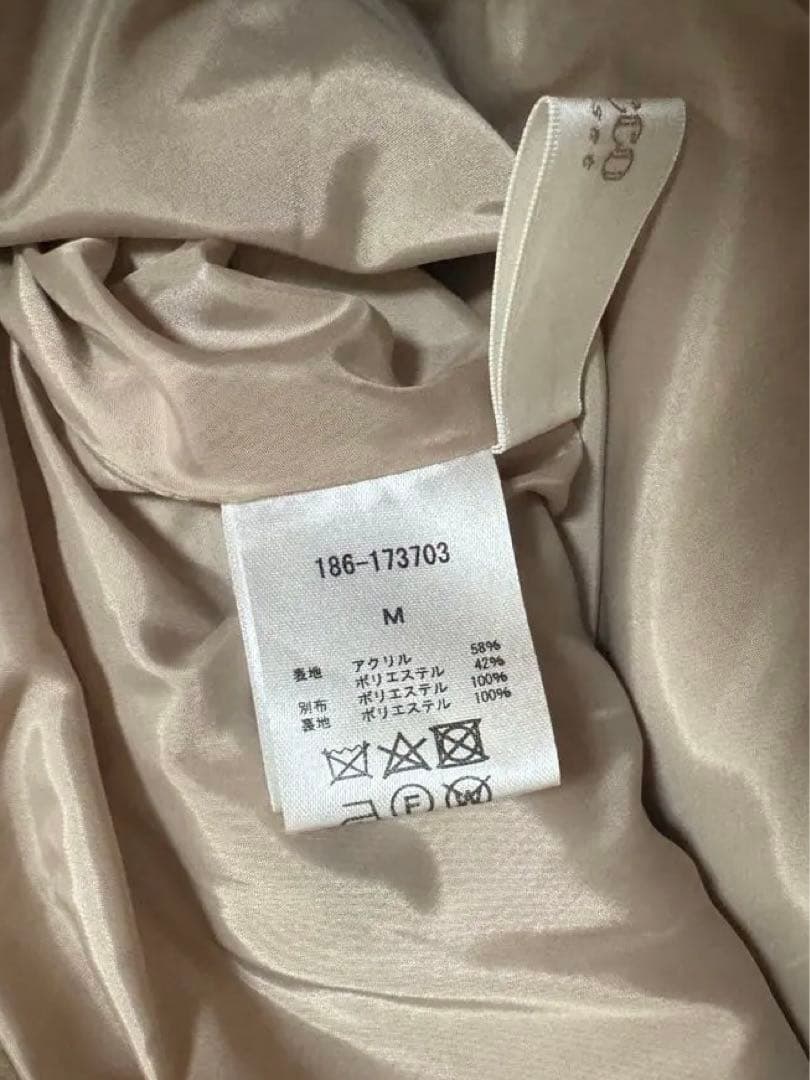 186-173703
M
表地 アクリル 58%
ポリエステル 42%
別布 ポリエステル 100%
裏地 ポリエステル 100%
F
W